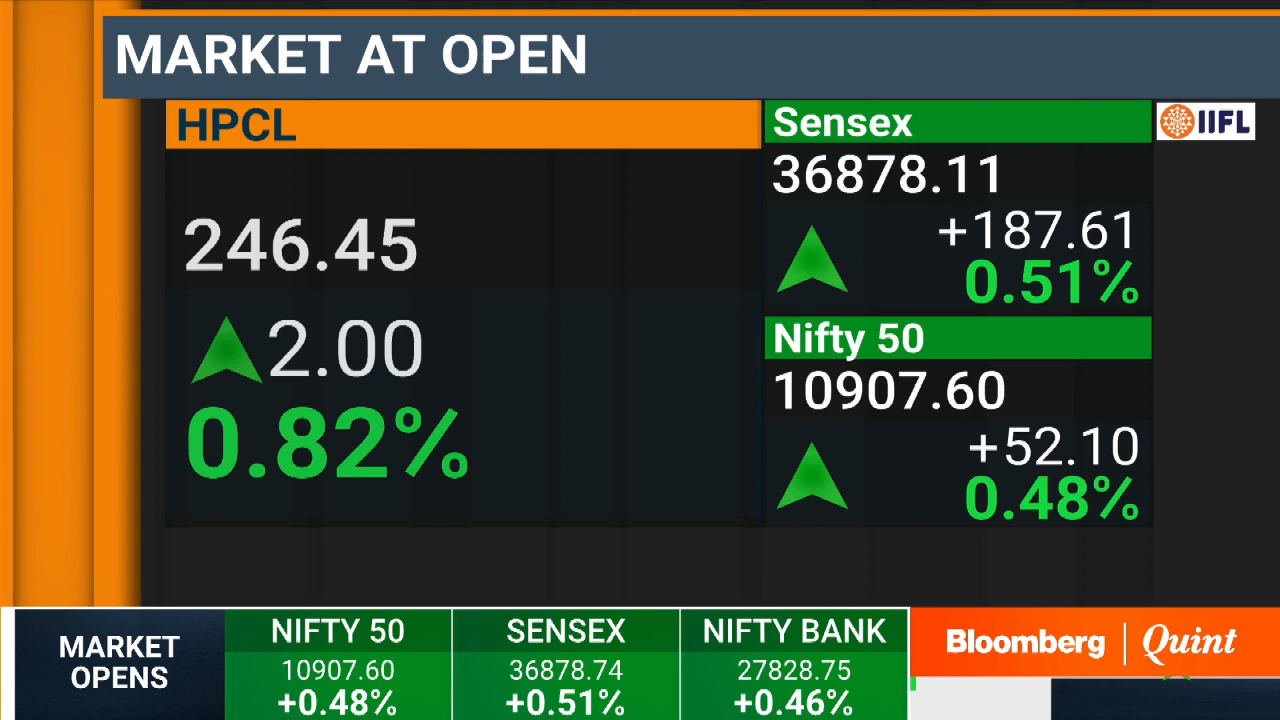 MARKET AT OPEN
HPCL
246.45
2.00
0.82%
Sensex
36878.11
+187.61
0.51%
Nifty 50
10907.60
+52.10
0.48%
IIFL
MARKET
OPENS
NIFTY 50
10907.60
+0.48%
SENSEX
36878.74
+0.51%
NIFTY BANK
27828.75
+0.46%
Bloomberg | Quint